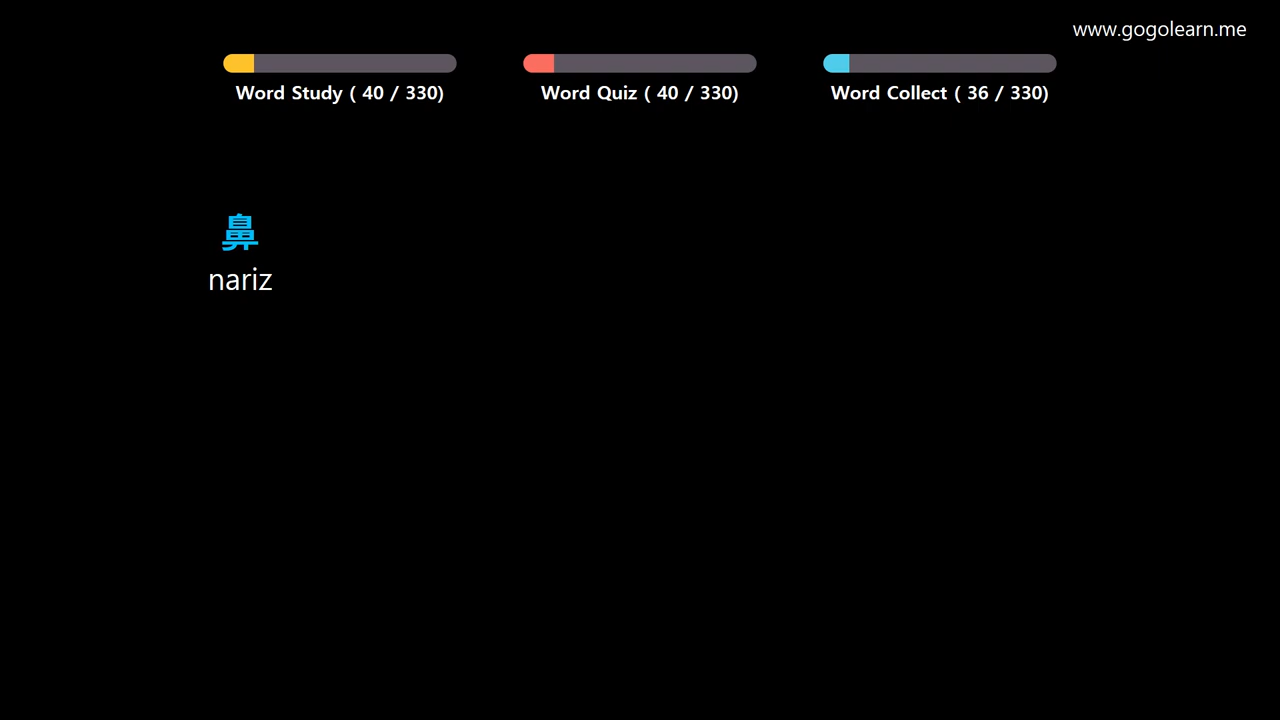 www.gogolearn.me
Word Study ( 40 / 330)
Word Quiz ( 40 / 330)
Word Collect ( 36 / 330)
鼻
nariz